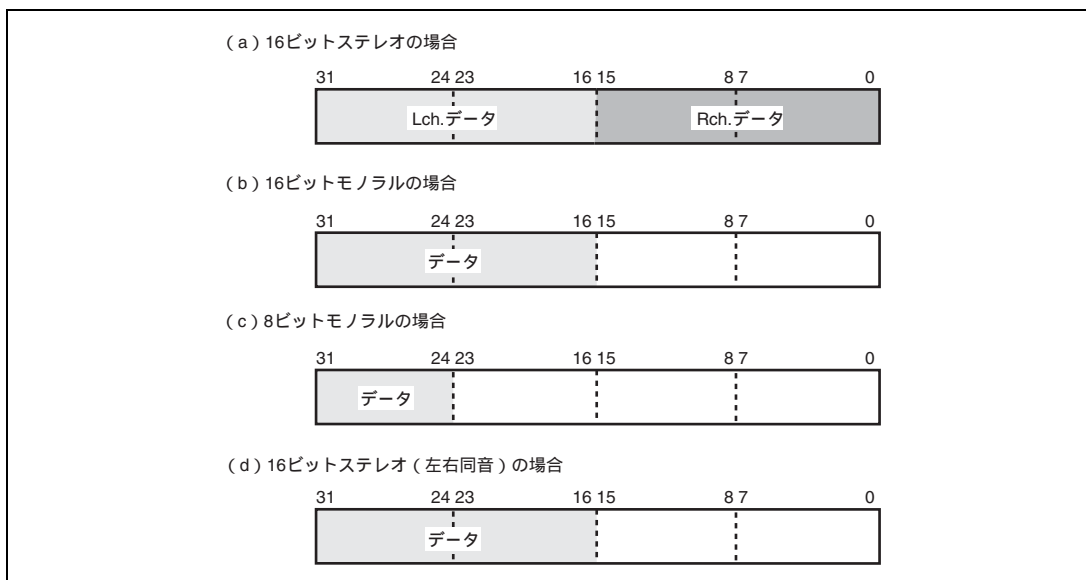 (a)16ビットステレオの場合
31 24 23 16 15 8 7 0
Lch.データ Rch.データ
(b)16ビットモノラルの場合
31 24 23 16 15 8 7 0
データ
(c)8ビットモノラルの場合
31 24 23 16 15 8 7 0
データ
(d)16ビットステレオ(左右同音)の場合
31 24 23 16 15 8 7 0
データ